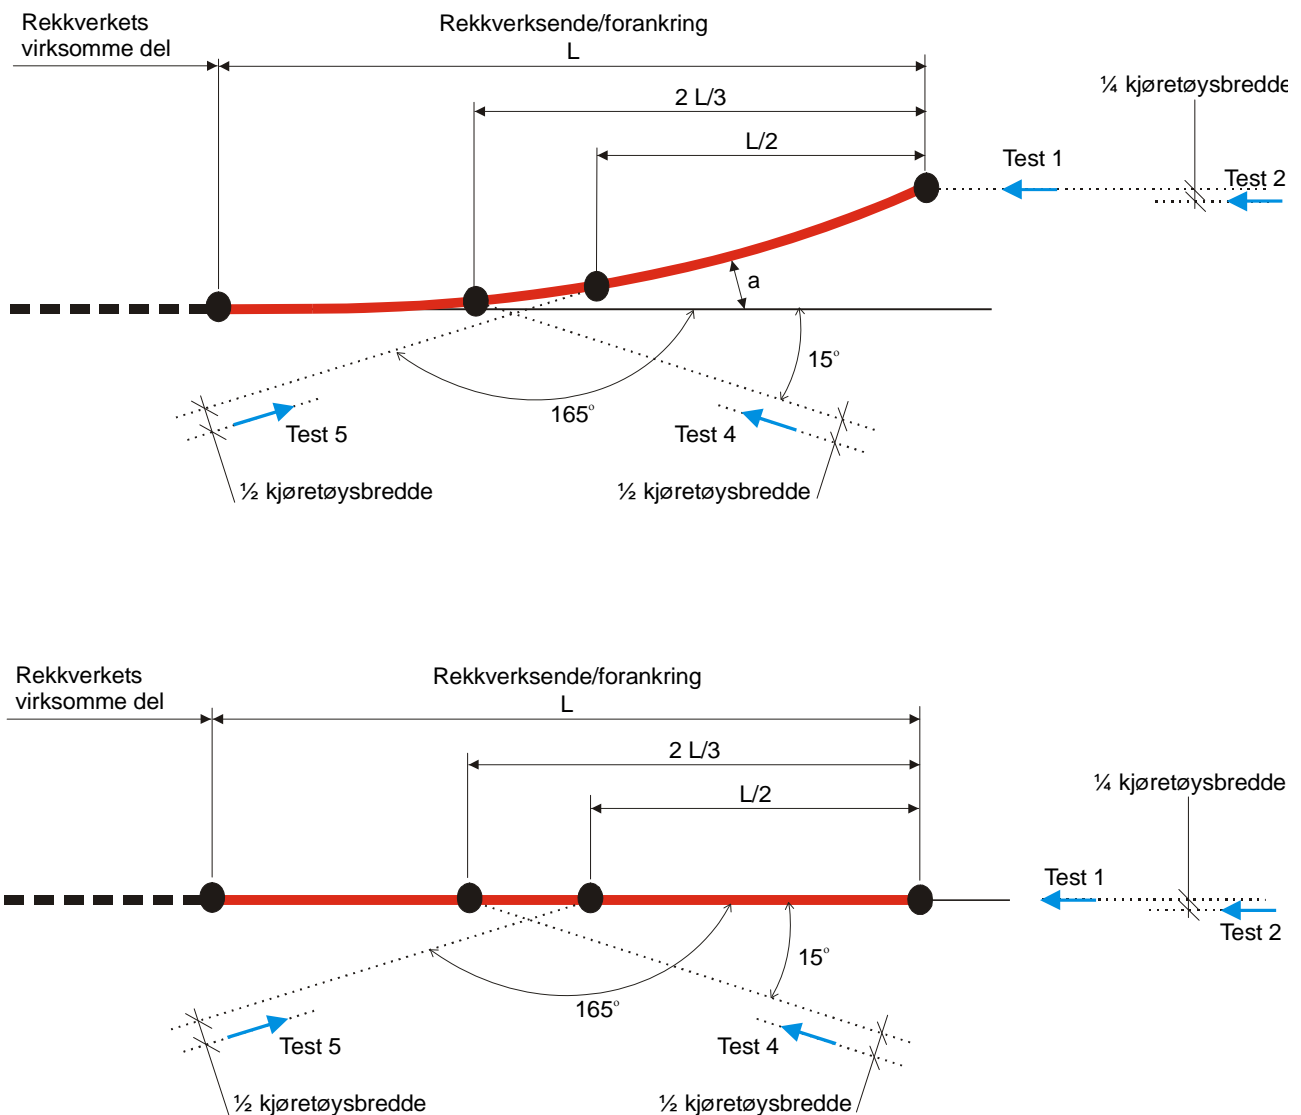 Rekkverkets
virksomme del
Rekkverksende/forankring
L
2 L/3
L/2
¼ kjøretøysbredde
Test 1
Test 2
a
15°
165°
Test 5
Test 4
½ kjøretøysbredde
½ kjøretøysbredde
Rekkverkets
virksomme del
Rekkverksende/forankring
L
2 L/3
L/2
¼ kjøretøysbredde
Test 1
Test 2
15°
165°
Test 5
Test 4
½ kjøretøysbredde
½ kjøretøysbredde